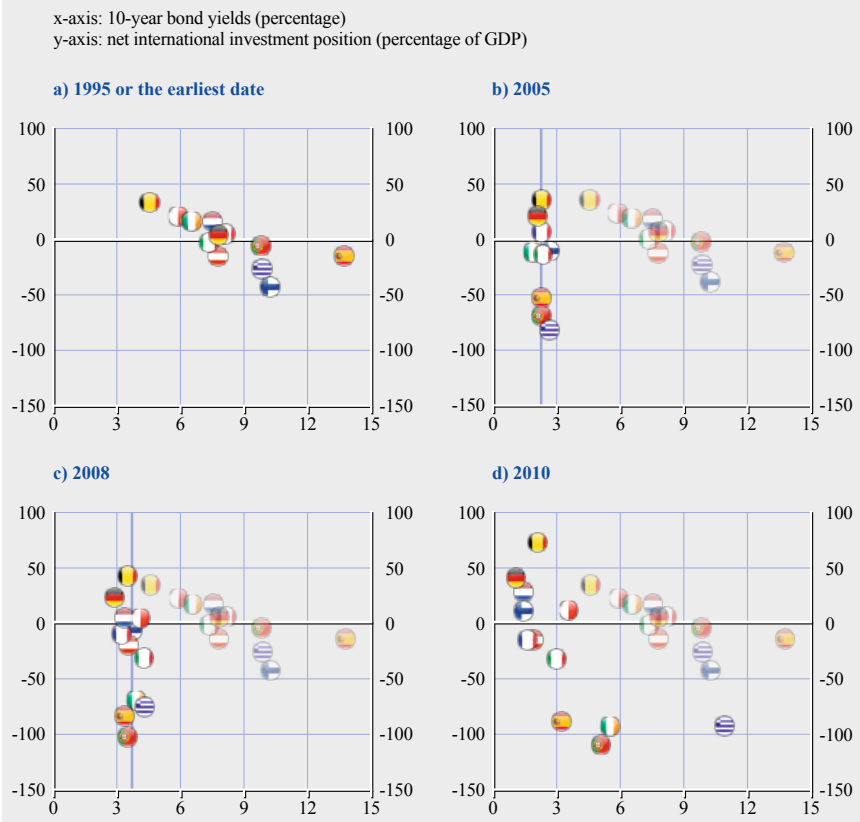 x-axis: 10-year bond yields (percentage)
y-axis: net international investment position (percentage of GDP)
a) 1995 or the earliest date
b) 2005
100 100 100 100
50 50 50 50
0 0 0 0
-50 -50 -50 -50
-100 -100 -100 -100
-150 -150 -150 -150
0 3 6 9 12 15 0 3 6 9 12 15
c) 2008
d) 2010
100 100 100 100
50 50 50 50
0 0 0 0
-50 -50 -50 -50
-100 -100 -100 -100
-150 -150 -150 -150
0 3 6 9 12 15 0 3 6 9 12 15